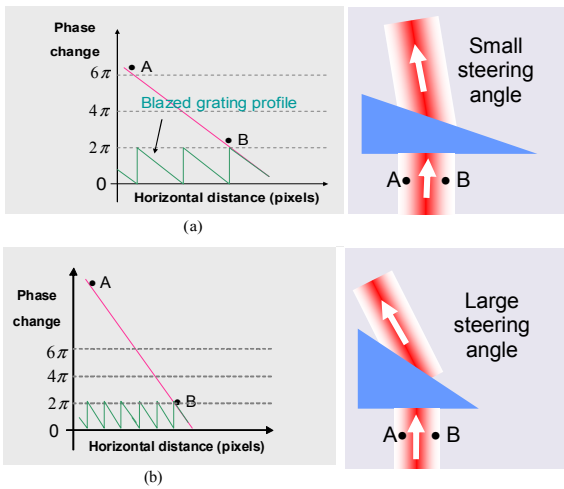 Phase
change
6π
A
4π
Blazed grating profile
B
2π
0
Horizontal distance (pixels)
Small
steering
angle
A
B
(a)
Phase
change
A
6π
4π
2π
B
0
Horizontal distance (pixels)
Large
steering
angle
A
B
(b)